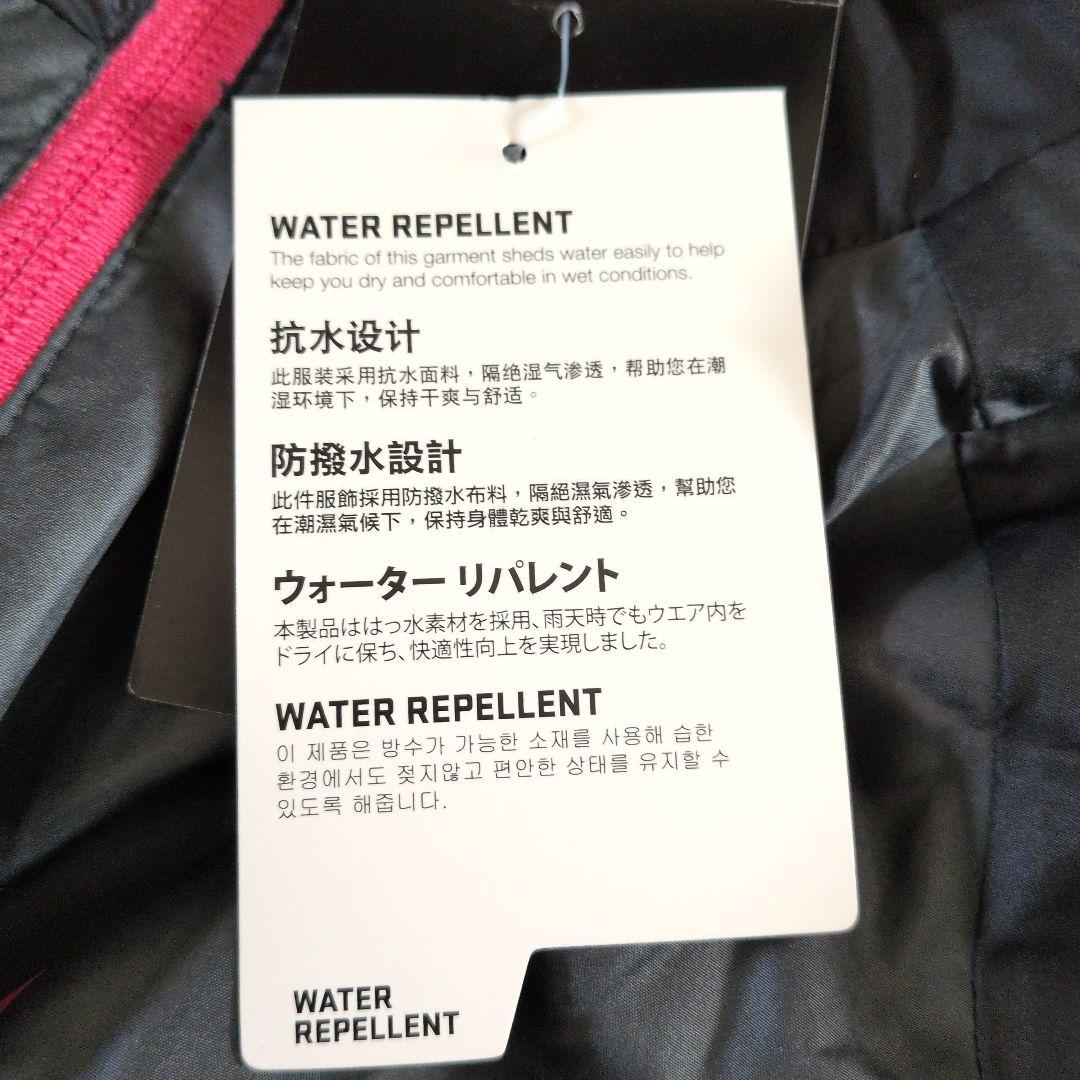 WATER REPELLENT
The fabric of this garment sheds water easily to help
keep you dry and comfortable in wet conditions.
抗水设计
此服装采用抗水面料，隔绝湿气渗透，帮助您在潮
湿环境下，保持干爽与舒适。
防撥水設計
此件服飾採用防撥水布料，隔絕濕氣滲透，幫助您
在潮濕氣候下，保持身體乾爽與舒適。
ウォーター リパレント
本製品ははっ水素材を採用、雨天時でもウエア内を
ドライに保ち、快適性向上を実現しました。
WATER REPELLENT
이 제품은 방수가 가능한 소재를 사용해 습한
환경에서도 젖지않고 편안한 상태를 유지할 수
있도록 해줍니다.
WATER
REPELLENT